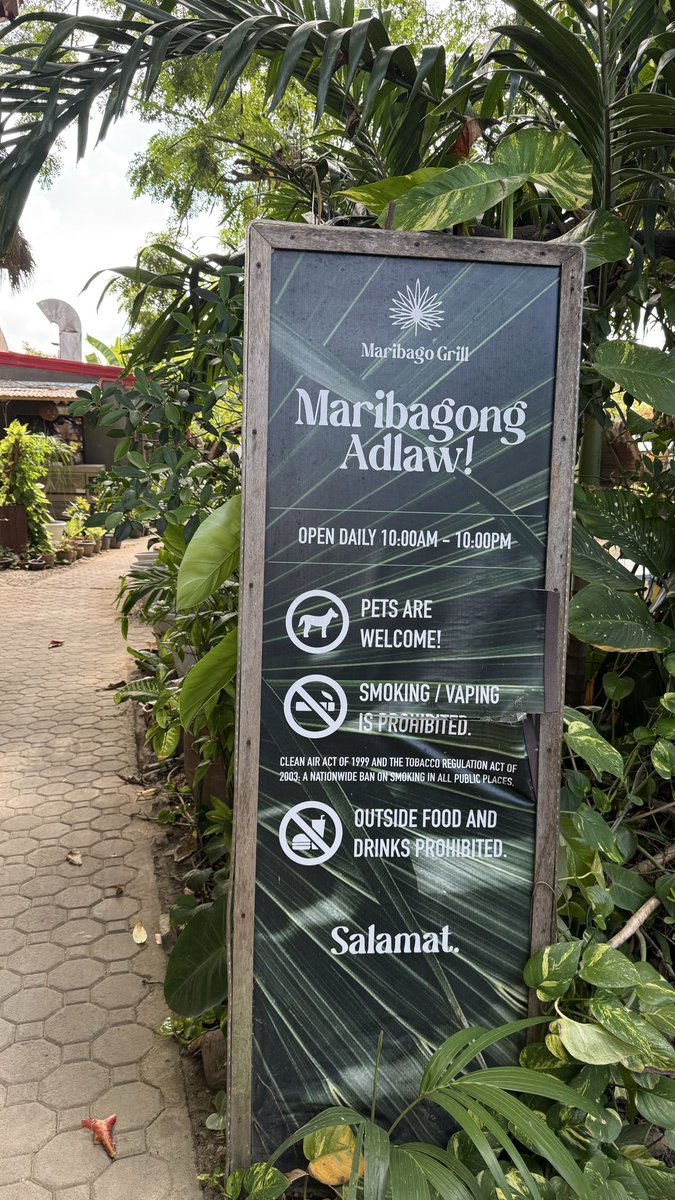 Maribago Grill
Maribagong
Adlaw!
OPEN DAILY 10:00AM - 10:00PM
PETS ARE
WELCOME!
SMOKING / VAPING
IS PROHIBITED.
CLEAN AIR ACT OF 1999 AND THE TOBACCO REGULATION ACT OF
2003; A NATIONWIDE BAN ON SMOKING IN ALL PUBLIC PLACES.
OUTSIDE FOOD AND
DRINKS PROHIBITED.
Salamat.